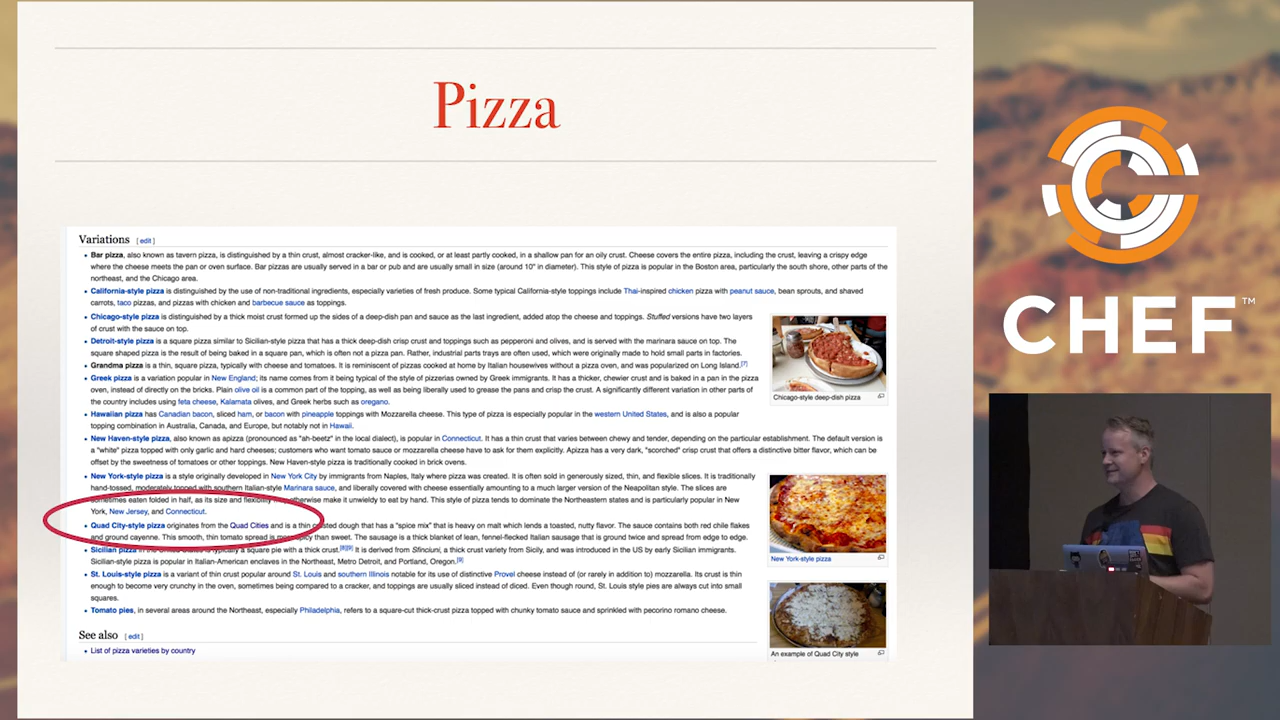 Pizza
Variations [ edit ]
• Bar pizza, also known as tavern pizza, is distinguished by a thin crust, almost cracker-like, and is cooked, or at least partly cooked, in a shallow pan for an oily crust. Cheese covers the entire pizza, including the crust, leaving a crispy edge
where the cheese meets the pan or oven surface. Bar pizzas are usually served in a bar or pub and are usually small in size (around 10" in diameter). This style of pizza is popular in the Boston area, particularly the south shore, other parts of the
northeast, and the Chicago area.
• California-style pizza is distinguished by the use of non-traditional ingredients, especially varieties of fresh produce. Some typical California-style toppings include Thai-inspired chicken pizza with peanut sauce, bean sprouts, and shaved
carrots, taco pizzas, and pizzas with chicken and barbecue sauce as toppings.
• Chicago-style pizza is distinguished by a thick moist crust formed up the sides of a deep-dish pan and sauce as the last ingredient, added atop the cheese and toppings. Stuffed versions have two layers
of crust with the sauce on top.
• Detroit-style pizza is a square pizza similar to Sicilian-style pizza that has a thick deep-dish crisp crust and toppings such as pepperoni and olives, and is served with the marinara sauce on top. The
square shaped pizza is the result of being baked in a square pan, which is often not a pizza pan. Rather, industrial parts trays are often used, which were originally made to hold small parts in factories.
• Grandma pizza is a thin, square pizza, typically with cheese and tomatoes. It is reminiscent of pizzas cooked at home by Italian housewives without a pizza oven, and was popularized on Long Island.[7]
• Greek pizza is a variation popular in New England; its name comes from it being typical of the style of pizzerias owned by Greek immigrants. It has a thicker, chewier crust and is baked in a pan in the pizza
oven, instead of directly on the bricks. Plain olive oil is a common part of the topping, as well as being liberally used to grease the pans and crisp the crust. A significantly different variation in other parts of
the country includes using feta cheese, Kalamata olives, and Greek herbs such as oregano.
• Hawaiian pizza has Canadian bacon, sliced ham, or bacon with pineapple toppings with Mozzarella cheese. This type of pizza is especially popular in the western United States, and is also a popular
topping combination in Australia, Canada, and Europe, but notably not in Hawaii.
• New Haven-style pizza, also known as apizza (pronounced as "ah-beetz" in the local dialect), is popular in Connecticut. It has a thin crust that varies between chewy and tender, depending on the particular establishment. The default version is
a "white" pizza topped with only garlic and hard cheeses; customers who want tomato sauce or mozzarella cheese have to ask for them explicitly. Apizza has a very dark, "scorched" crisp crust that offers a distinctive bitter flavor, which can be
offset by the sweetness of tomatoes or other toppings. New Haven-style pizza is traditionally cooked in brick ovens.
• New York-style pizza is a style originally developed in New York City by immigrants from Naples, Italy where pizza was created. It is often sold in generously sized, thin, and flexible slices. It is traditionally
hand-tossed, moderately topped with southern Italian-style Marinara sauce, and liberally covered with cheese essentially amounting to a much larger version of the Neapolitan style. The slices are
sometimes eaten folded in half, as its size and flexibility otherwise make it unwieldy to eat by hand. This style of pizza tends to dominate the Northeastern states and is particularly popular in New
York, New Jersey, and Connecticut.
• Quad City-style pizza originates from the Quad Cities and is a thin crusted dough that has a "spice mix" that is heavy on malt which lends a toasted, nutty flavor. The sauce contains both red chile flakes
and ground cayenne. This smooth, thin tomato spread is more spicy than sweet. The sausage is a thick blanket of lean, fennel-flecked Italian sausage that is ground twice and spread from edge to edge.
• Sicilian pizza in the United States is typically a square pie with a thick crust.[8][9] It is derived from Sfinciuni, a thick crust variety from Sicily, and was introduced in the US by early Sicilian immigrants.
Sicilian-style pizza is popular in Italian-American enclaves in the Northeast, Metro Detroit, and Portland, Oregon.[9]
• St. Louis-style pizza is a variant of thin crust popular around St. Louis and southern Illinois notable for its use of distinctive Provel cheese instead of (or rarely in addition to) mozzarella. Its crust is thin
enough to become very crunchy in the oven, sometimes being compared to a cracker, and toppings are usually sliced instead of diced. Even though round, St. Louis style pies are always cut into small
squares.
• Tomato pies, in several areas around the Northeast, especially Philadelphia, refers to a square-cut thick-crust pizza topped with chunky tomato sauce and sprinkled with pecorino romano cheese.
See also [ edit ]
• List of pizza varieties by country
Chicago-style deep-dish pizza
New York-style pizza
An example of Quad City style
CHEF™